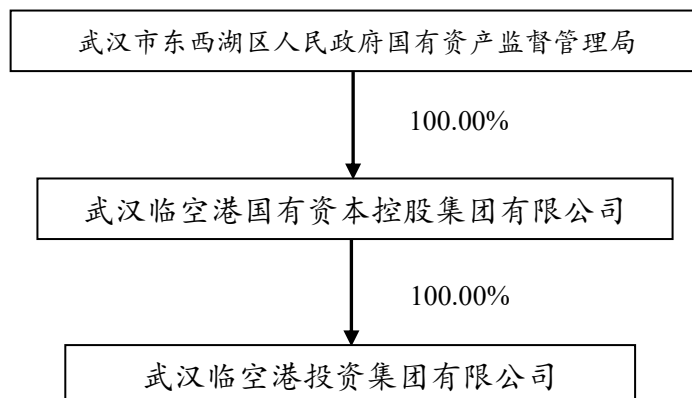 武汉市东西湖区人民政府国有资产监督管理局
100.00%
武汉临空港国有资本控股集团有限公司
100.00%
武汉临空港投资集团有限公司